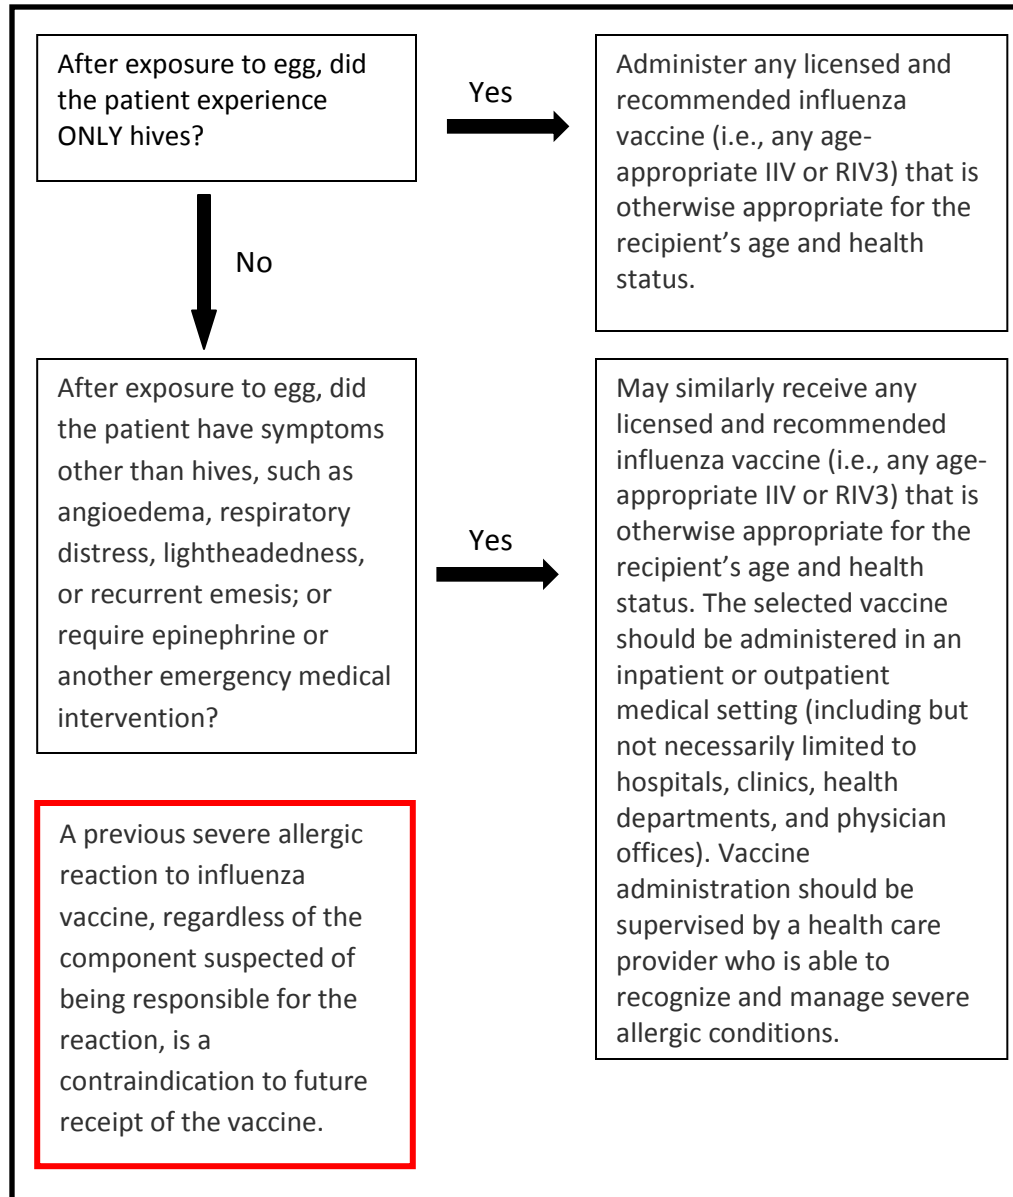 After exposure to egg, did
the patient experience
ONLY hives?
Yes
Administer any licensed and
recommended influenza
vaccine (i.e., any age-
appropriate IIV or RIV3) that is
otherwise appropriate for the
recipient’s age and health
status.
No
After exposure to egg, did
the patient have symptoms
other than hives, such as
angioedema, respiratory
distress, lightheadedness,
or recurrent emesis; or
require epinephrine or
another emergency medical
intervention?
Yes
May similarly receive any
licensed and recommended
influenza vaccine (i.e., any age-
appropriate IIV or RIV3) that is
otherwise appropriate for the
recipient’s age and health
status. The selected vaccine
should be administered in an
inpatient or outpatient
medical setting (including but
not necessarily limited to
hospitals, clinics, health
departments, and physician
offices). Vaccine
administration should be
supervised by a health care
provider who is able to
recognize and manage severe
allergic conditions.
A previous severe allergic
reaction to influenza
vaccine, regardless of the
component suspected of
being responsible for the
reaction, is a
contraindication to future
receipt of the vaccine.